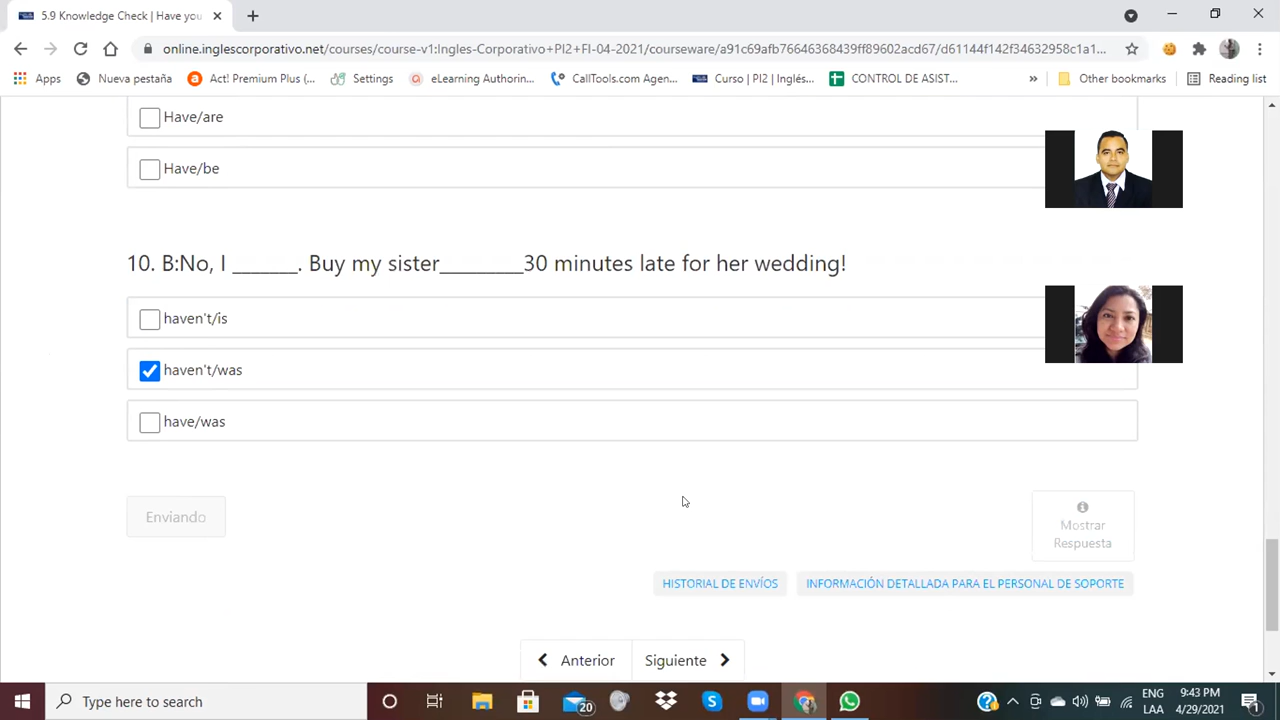 5.9 Knowledge Check | Have you
online.inglescorporativo.net/courses/course-v1:Ingles-Corporativo+PI2+FI-04-2021/courseware/a91c69afb76646368439ff89602acd67/d61144f142f34632958c1a1...
Apps Nueva pestaña Act! Premium Plus (... Settings eLearning Authorin... CallTools.com Agen... Curso | PI2 | Inglés... CONTROL DE ASIST... » Other bookmarks Reading list
Have/are
Have/be
10. B:No, I _______. Buy my sister_________30 minutes late for her wedding!
haven't/is
haven't/was
have/was
Enviando
Mostrar
Respuesta
HISTORIAL DE ENVÍOS INFORMACIÓN DETALLADA PARA EL PERSONAL DE SOPORTE
Anterior Siguiente
Type here to search 20 ENG 9:43 PM
LAA 4/29/2021 1